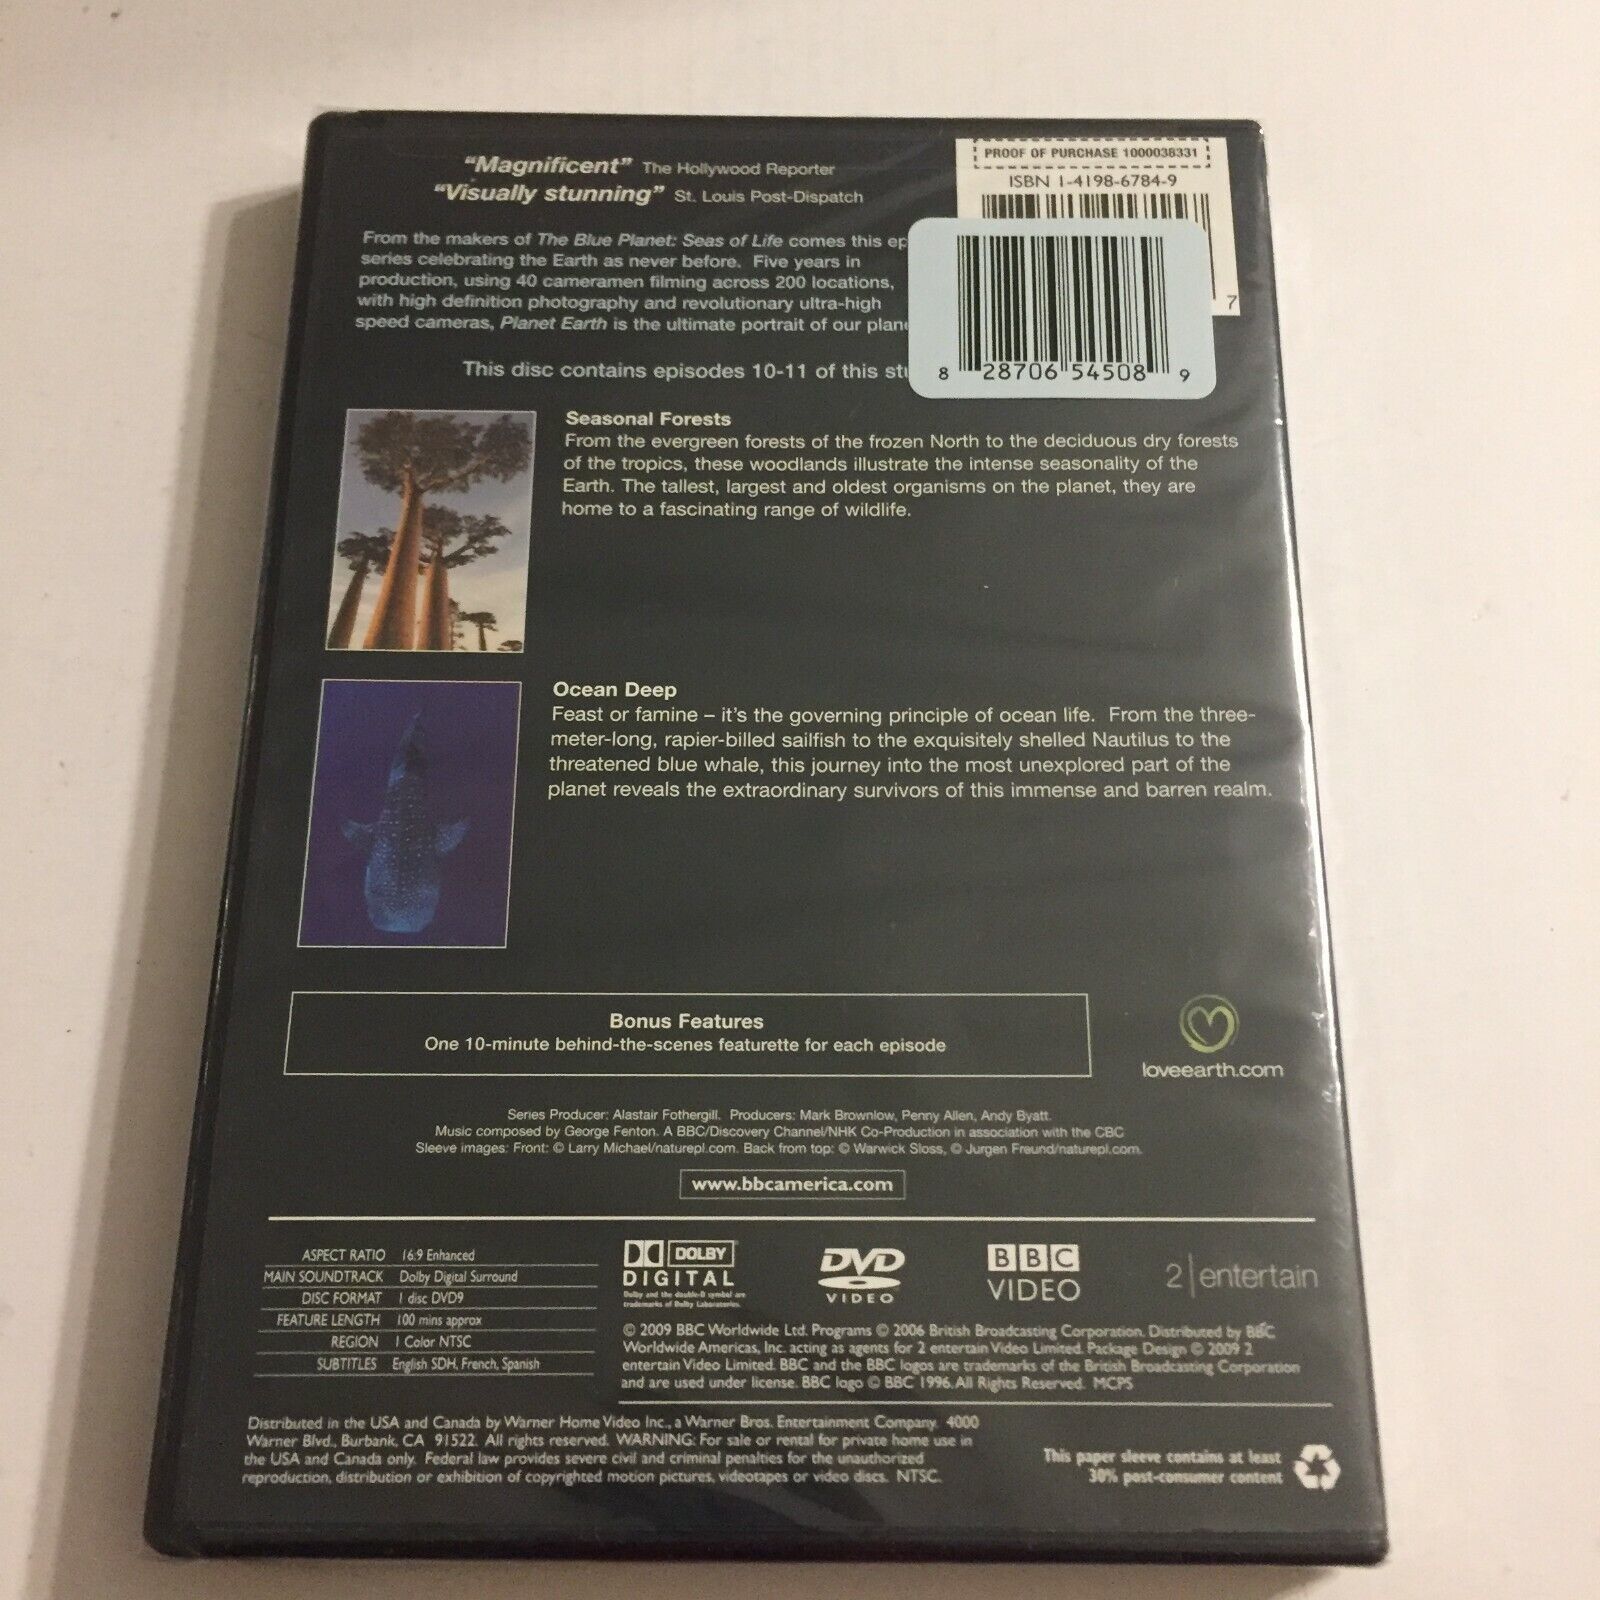 "Magnificent" The Hollywood Reporter
"Visually stunning" St. Louis Post-Dispatch
PROOF OF PURCHASE 1000038331
ISBN 1-4198-6784-9
7
8 28706 54508 9
From the makers of The Blue Planet: Seas of Life comes this
series celebrating the Earth as never before. Five years in
production, using 40 cameramen filming across 200 locations,
with high definition photography and revolutionary ultra-high
speed cameras, Planet Earth is the ultimate portrait of our
This disc contains episodes 10-11 of this
Seasonal Forests
From the evergreen forests of the frozen North to the deciduous dry forests
of the tropics, these woodlands illustrate the intense seasonality of the
Earth. The tallest, largest and oldest organisms on the planet, they are
home to a fascinating range of wildlife.
Ocean Deep
Feast or famine – it's the governing principle of ocean life. From the three-
meter-long, rapier-billed sailfish to the exquisitely shelled Nautilus to the
threatened blue whale, this journey into the most unexplored part of the
planet reveals the extraordinary survivors of this immense and barren realm.
Bonus Features
One 10-minute behind-the-scenes featurette for each episode
loveearth.com
Series Producer: Alastair Fothergill. Producers: Mark Brownlow, Penny Allen, Andy Byatt.
Music composed by George Fenton. A BBC/Discovery Channel/NHK Co-Production in association with the CBC
Sleeve images: Front: © Larry Michael/naturepl.com. Back from top: © Warwick Sloss, © Jurgen Freund/naturepl.com.
www.bbcamerica.com
ASPECT RATIO 16:9 Enhanced
MAIN SOUNDTRACK Dolby Digital Surround
DISC FORMAT 1 disc DVD9
FEATURE LENGTH 100 mins approx
REGION 1 Color NTSC
SUBTITLES English SDH, French, Spanish
DOLBY
DIGITAL
Dolby and the double-D symbol are
trademarks of Dolby Laboratories.
DVD
VIDEO
BBC
VIDEO
2|entertain
© 2009 BBC Worldwide Ltd. Programs © 2006 British Broadcasting Corporation. Distributed by BBC
Worldwide Americas, Inc. acting as agents for 2 entertain Video Limited. Package Design © 2009 2
entertain Video Limited. BBC and the BBC logos are trademarks of the British Broadcasting Corporation
and are used under license. BBC logo © BBC 1996. All Rights Reserved. MCPS
Distributed in the USA and Canada by Warner Home Video Inc., a Warner Bros. Entertainment Company. 4000
Warner Blvd., Burbank, CA 91522. All rights reserved. WARNING: For sale or rental for private home use in
the USA and Canada only. Federal law provides severe civil and criminal penalties for the unauthorized
reproduction, distribution or exhibition of copyrighted motion pictures, videotapes or video discs. NTSC.
This paper sleeve contains at least
30% post-consumer content